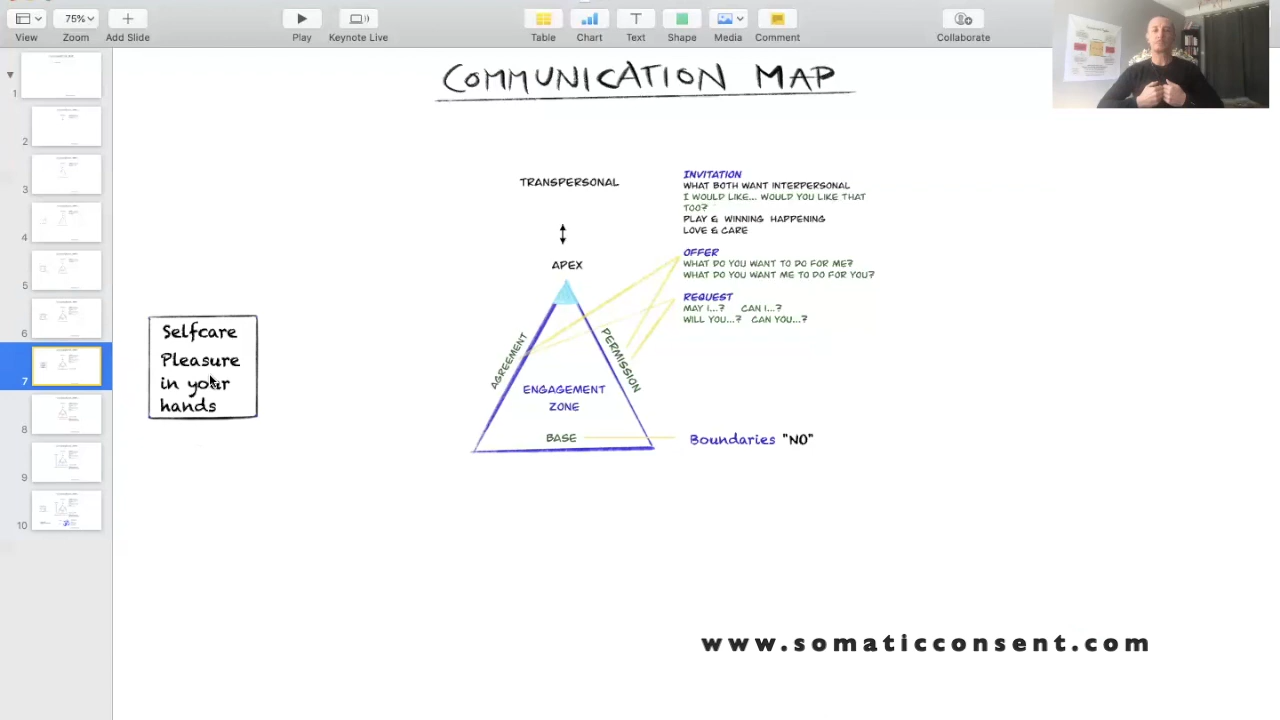 View
75%
Zoom
Add Slide
Play
Keynote Live
Table
Chart
Text
Shape
Media
Comment
Collaborate
1
2
3
4
5
6
7
8
9
10
COMMUNICATION MAP
TRANSPERSONAL
APEX
AGREEMENT
PERMISSION
ENGAGEMENT
ZONE
BASE
INVITATION
WHAT BOTH WANT INTERPERSONAL
I WOULD LIKE... WOULD YOU LIKE THAT
TOO?
PLAY & WINNING HAPPENING
LOVE & CARE
OFFER
WHAT DO YOU WANT TO DO FOR ME?
WHAT DO YOU WANT ME TO DO FOR YOU?
REQUEST
MAY I...? CAN I...?
WILL YOU...? CAN YOU...?
Boundaries "NO"
Selfcare
Pleasure
in your
hands
www.somaticconsent.com